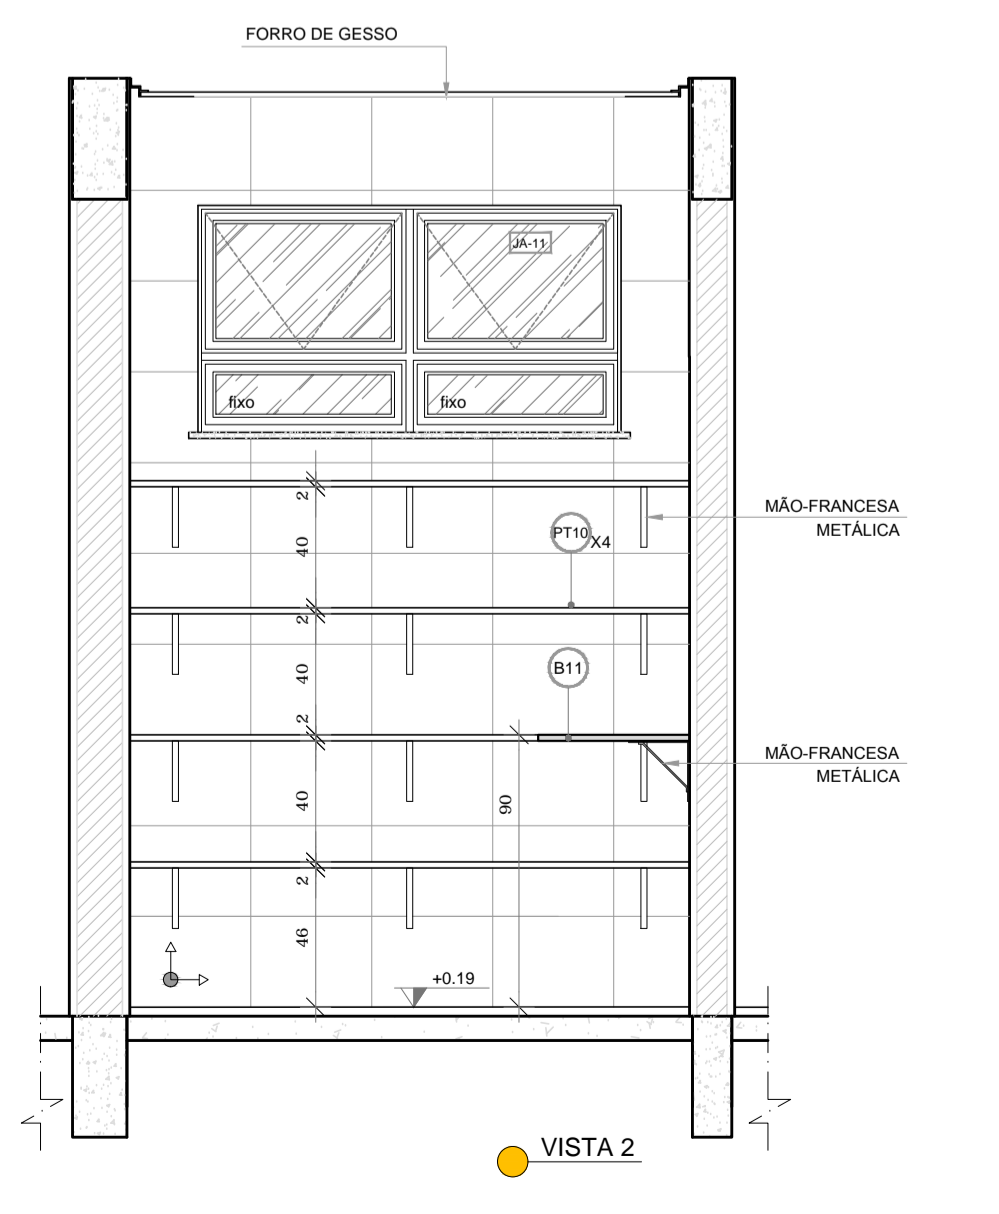 FORRO DE GESSO
JA-11
fixo
fixo
2
MÃO-FRANCESA
METÁLICA
PT10
X4
40
2
B11
40
2
MÃO-FRANCESA
METÁLICA
40
90
2
46
+0.19
VISTA 2